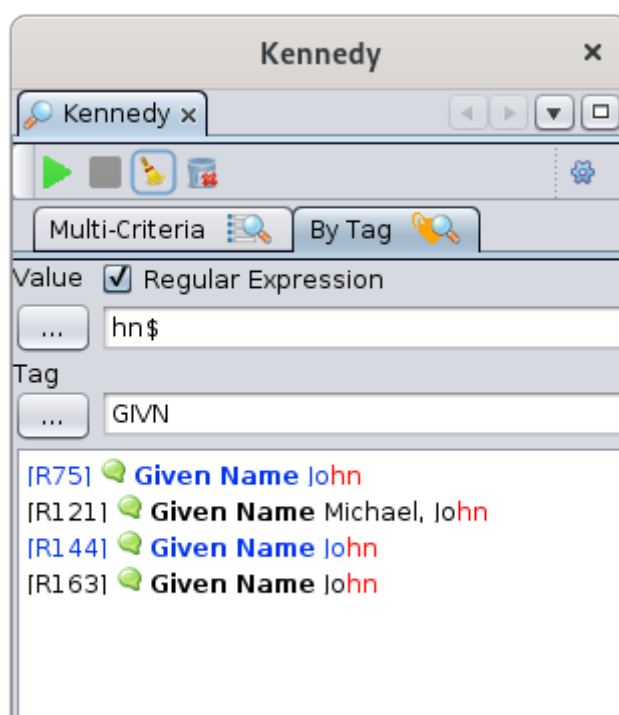 Kennedy
Kennedy
Multi-Criteria By Tag
Value Regular Expression
... hn$
Tag
... GIVN
[R75] Given Name John
[R121] Given Name Michael, John
[R144] Given Name John
[R163] Given Name John